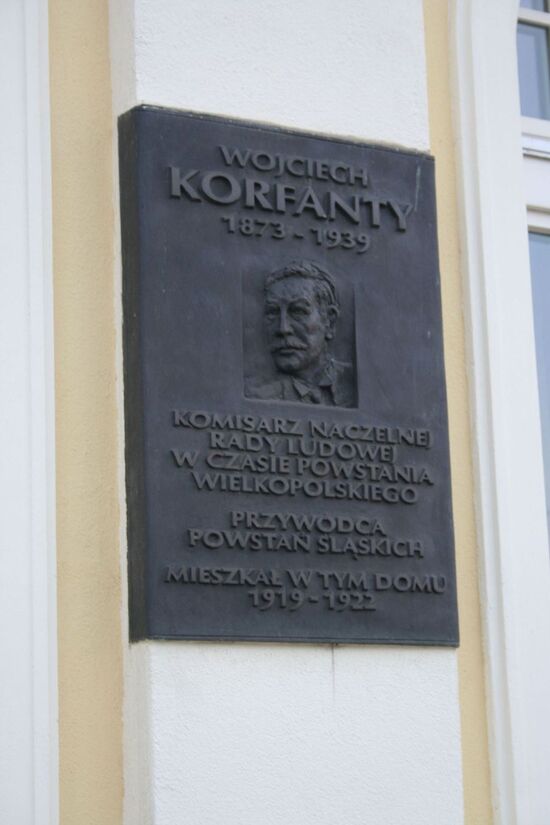 WOJCIECH
KORFANTY
1873 - 1939
KOMISARZ NACZELNEJ
RADY LUDOWEJ
W CZASIE POWSTANIA
WIELKOPOLSKIEGO
PRZYWÓDCA
POWSTAŃ ŚLĄSKICH
MIESZKAŁ W TYM DOMU
1919 - 1922